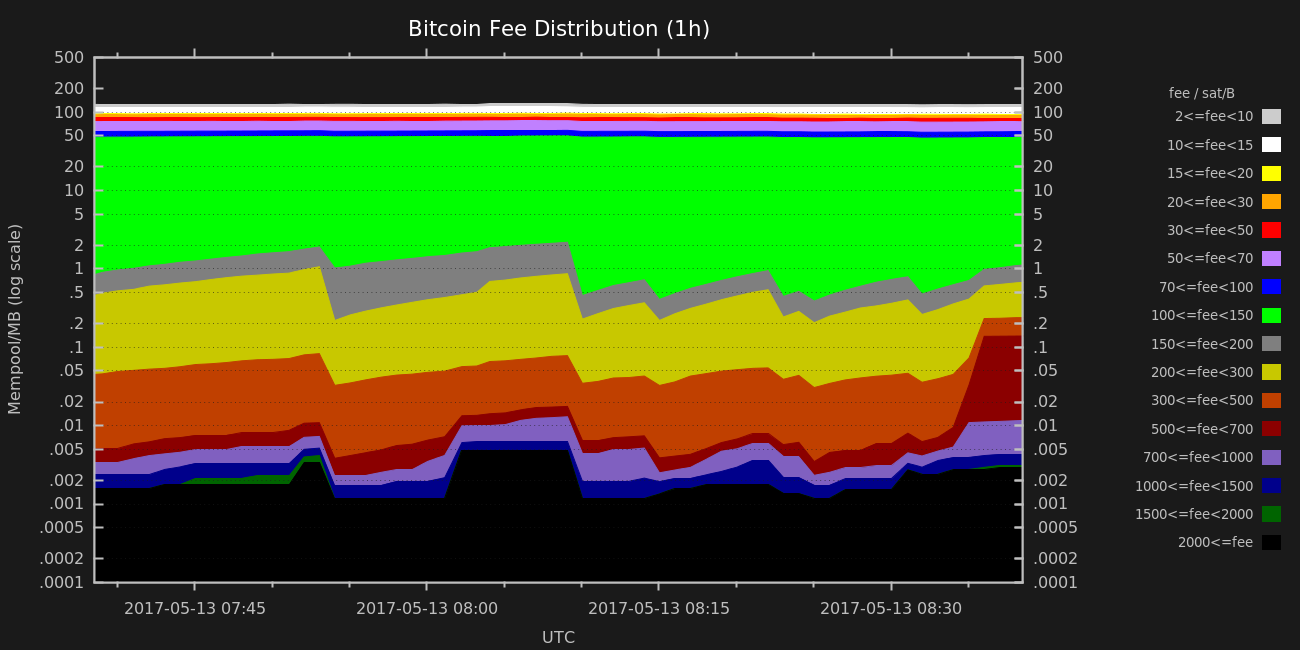 Bitcoin Fee Distribution (1h)
500
200
100
50
20
10
5
2
1
.5
.2
.1
.05
.02
.01
.005
.002
.001
.0005
.0002
.0001
Mempool/MB (log scale)
500
200
100
50
20
10
5
2
1
.5
.2
.1
.05
.02
.01
.005
.002
.001
.0005
.0002
.0001
2017-05-13 07:45
2017-05-13 08:00
2017-05-13 08:15
2017-05-13 08:30
UTC
fee / sat/B
2<=fee<10
10<=fee<15
15<=fee<20
20<=fee<30
30<=fee<50
50<=fee<70
70<=fee<100
100<=fee<150
150<=fee<200
200<=fee<300
300<=fee<500
500<=fee<700
700<=fee<1000
1000<=fee<1500
1500<=fee<2000
2000<=fee